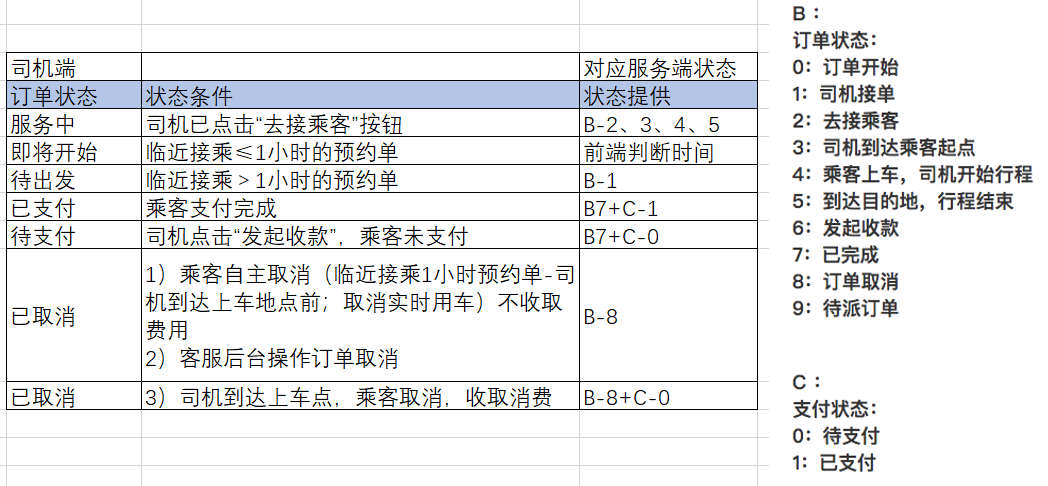 司机端 对应服务端状态
订单状态 状态条件 状态提供
服务中 司机已点击“去接乘客”按钮 B-2、3、4、5
即将开始 临近接乘≤1小时的预约单 前端判断时间
待出发 临近接乘＞1小时的预约单 B-1
已支付 乘客支付完成 B7+C-1
待支付 司机点击“发起收款”，乘客未支付 B7+C-0
已取消 1）乘客自主取消（临近接乘1小时预约单-司
机到达上车地点前；取消实时用车）不收取
费用
2）客服后台操作订单取消 B-8
已取消 3）司机到达上车点，乘客取消，收取消费 B-8+C-0
B：
订单状态：
0：订单开始
1：司机接单
2：去接乘客
3：司机到达乘客起点
4：乘客上车，司机开始行程
5：到达目的地，行程结束
6：发起收款
7：已完成
8：订单取消
9：待派订单
C：
支付状态：
0：待支付
1：已支付